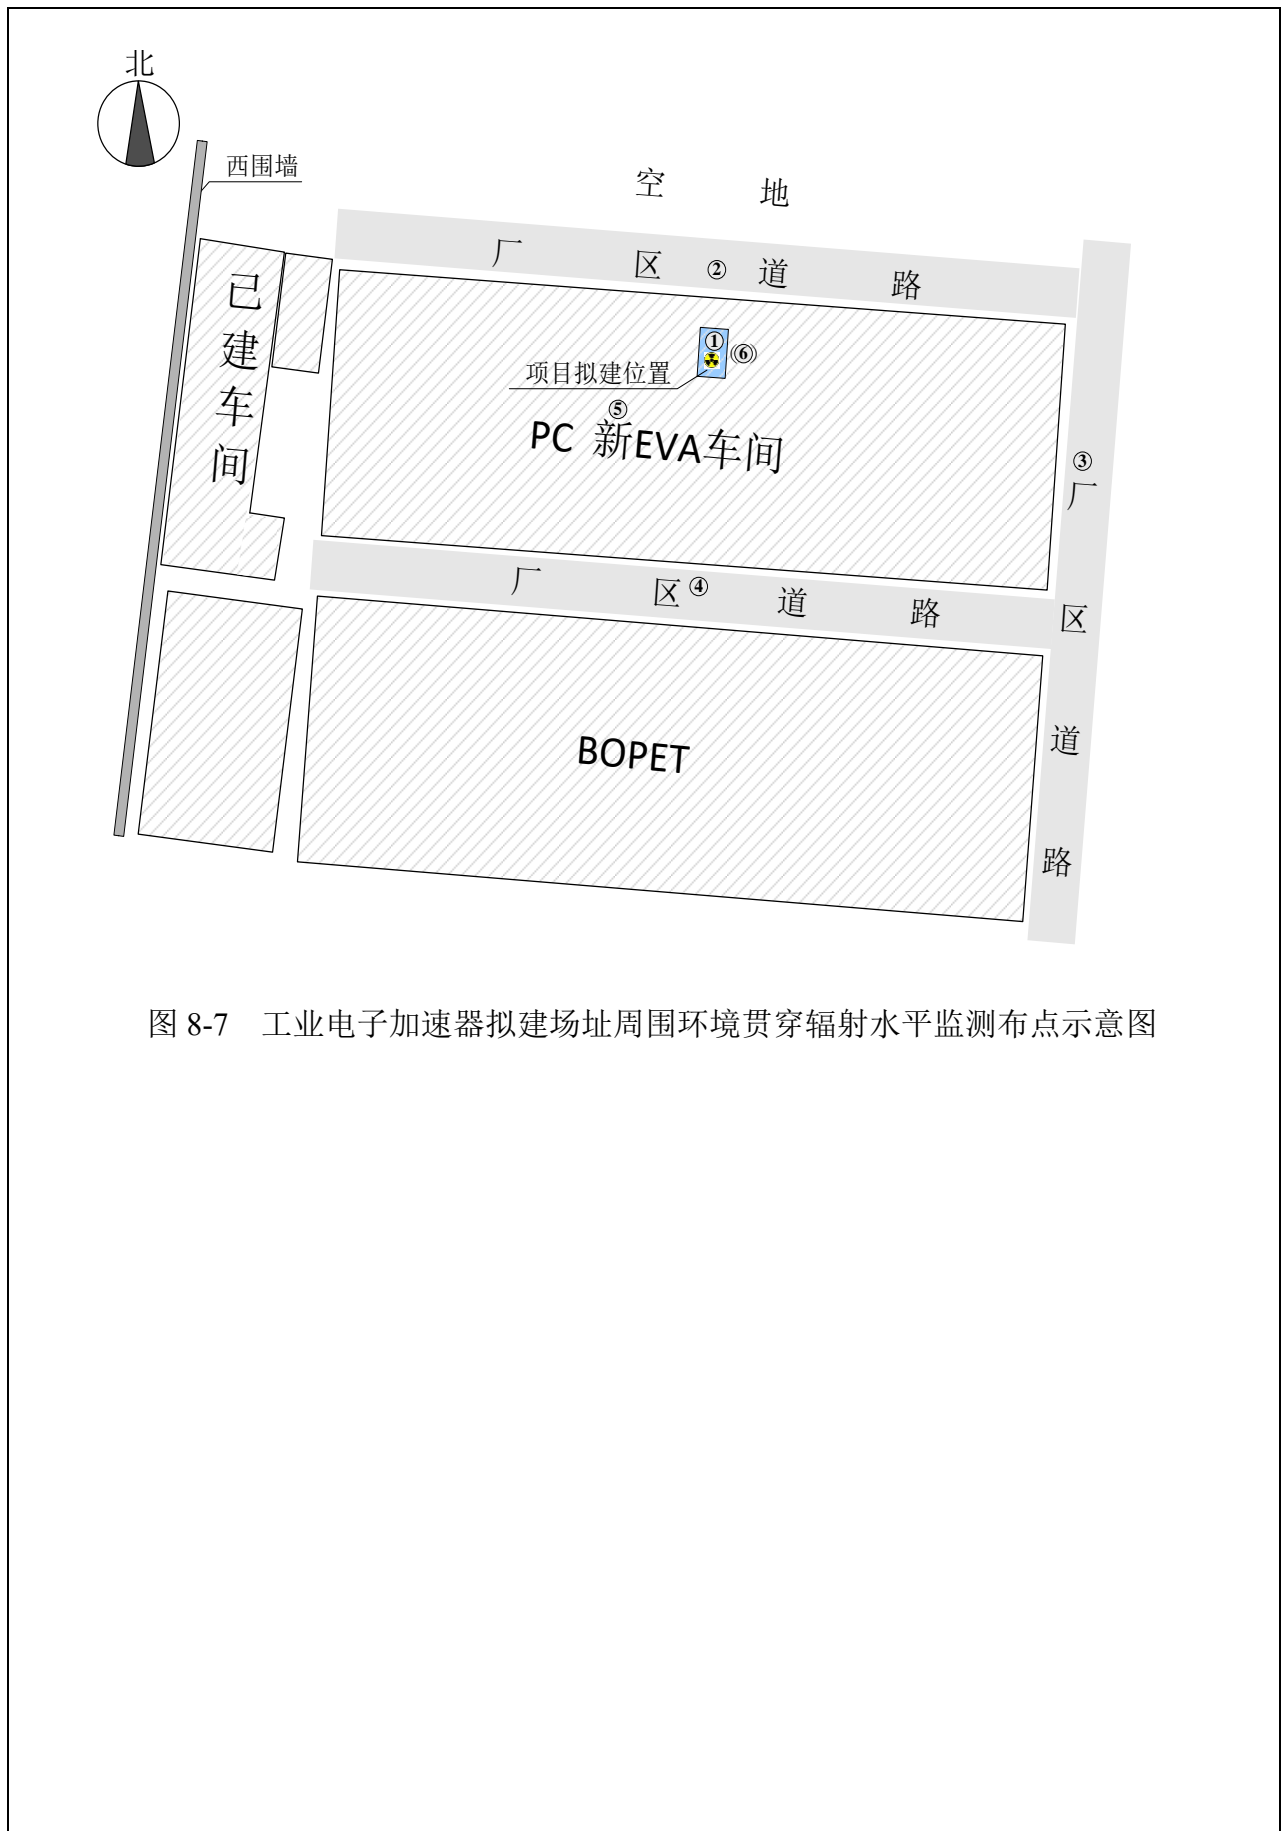 北
西围墙
空 地
厂 区 ② 道 路
已建车间
①
⑥
项目拟建位置
⑤
PC 新EVA车间
③
厂 区 道 路
厂 区 ④ 道 路
BOPET
图 8-7 工业电子加速器拟建场址周围环境贯穿辐射水平监测布点示意图